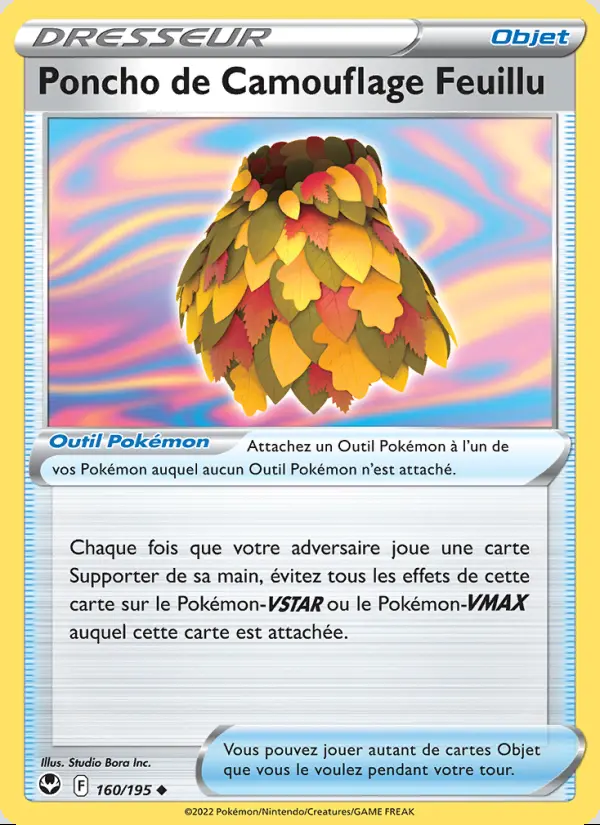 DRESSEUR
Objet
Poncho de Camouflage Feuillu
Outil Pokémon
Attachez un Outil Pokémon à l'un de
vos Pokémon auquel aucun Outil Pokémon n'est attaché.
Chaque fois que votre adversaire joue une carte
Supporter de sa main, évitez tous les effets de cette
carte sur le Pokémon-VSTAR ou le Pokémon-VMAX
auquel cette carte est attachée.
Illus. Studio Bora Inc.
Vous pouvez jouer autant de cartes Objet
que vous le voulez pendant votre tour.
F
160/195 ◆
©2022 Pokémon/Nintendo/Creatures/GAME FREAK